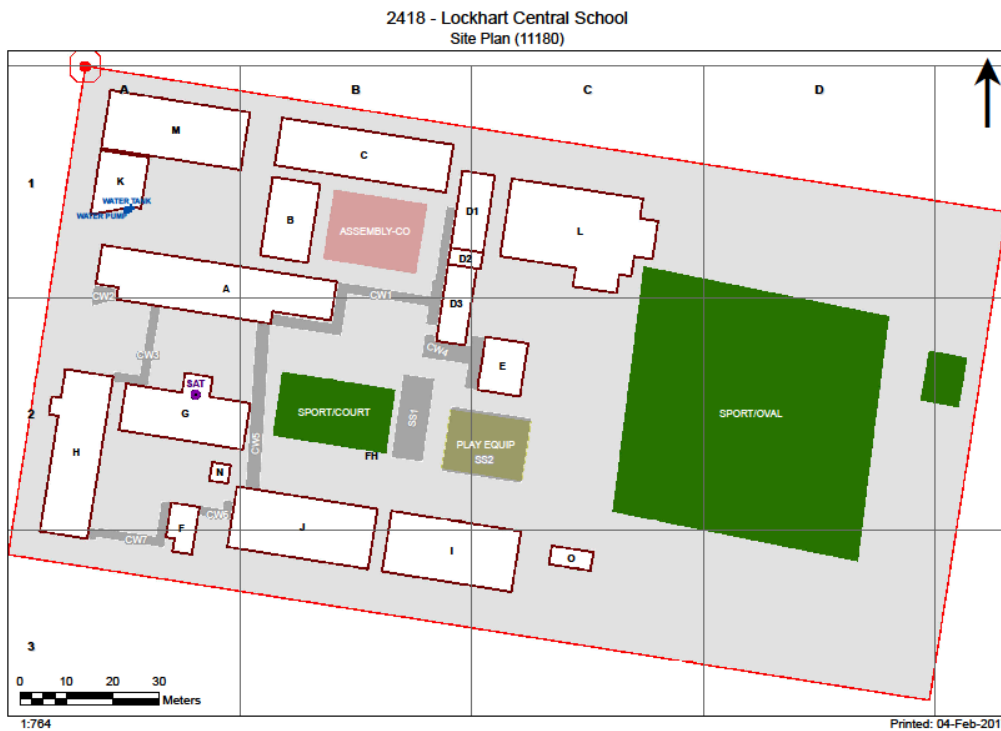 2418 - Lockhart Central School
Site Plan (11180)
A
B
C
D
M
C
1
K
WATER TANK
WATER PUMP
B
ASSEMBLY-CO
D1
L
D2
A
CW1
CW2
D3
CW3
CW4
E
SAT
G
2
SPORT/COURT
SS1
SPORT/OVAL
PLAY EQUIP
SS2
H
CW5
FH
N
F
CW6
J
CW7
I
O
3
0 10 20 30
Meters
1:764
Printed: 04-Feb-201